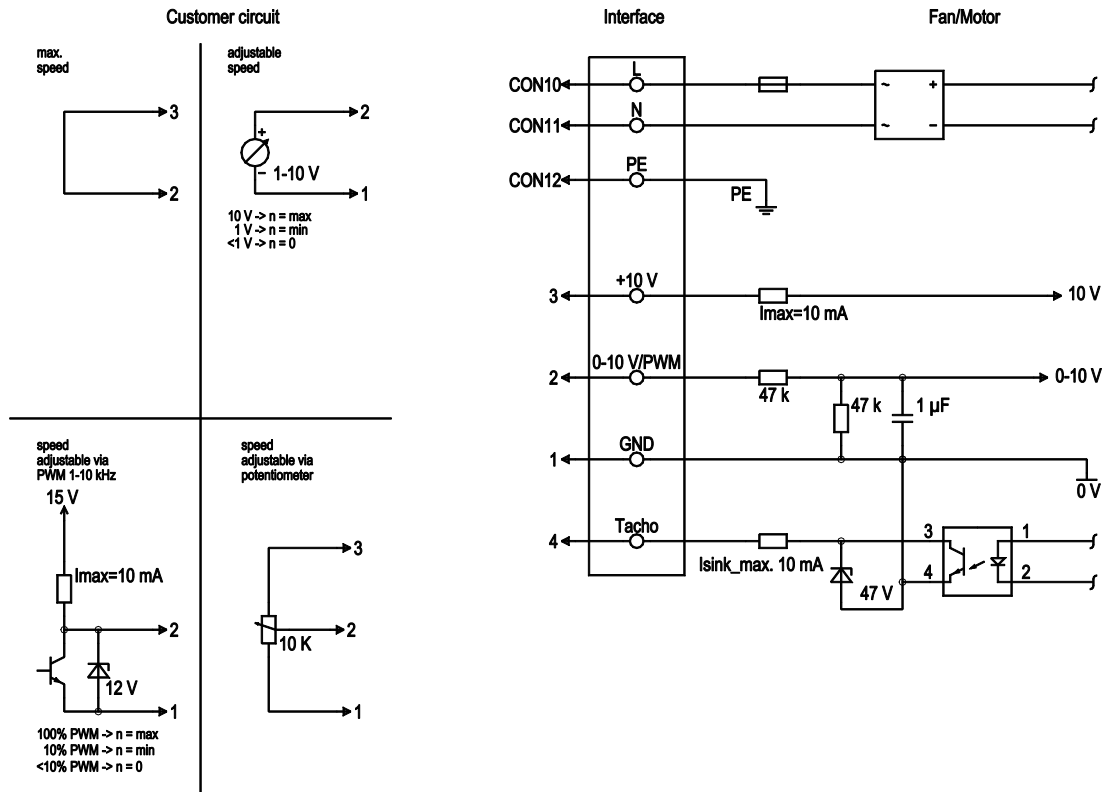 Customer circuit
max.
speed
3
2
adjustable
speed
2
+
− 1-10 V
1
10 V -> n = max
1 V -> n = min
<1 V -> n = 0
speed
adjustable via
PWM 1-10 kHz
15 V
Imax=10 mA
2
12 V
1
100% PWM -> n = max
10% PWM -> n = min
<10% PWM -> n = 0
speed
adjustable via
potentiometer
3
2
10 K
1
Interface
Fan/Motor
L
CON10
~ +
N
CON11
~ −
PE
CON12
PE
+10 V
3
10 V
Imax=10 mA
0-10 V/PWM
2
0-10 V
47 k
47 k
1 µF
GND
1
0 V
Tacho
4
3
1
Isink_max. 10 mA
4
2
47 V